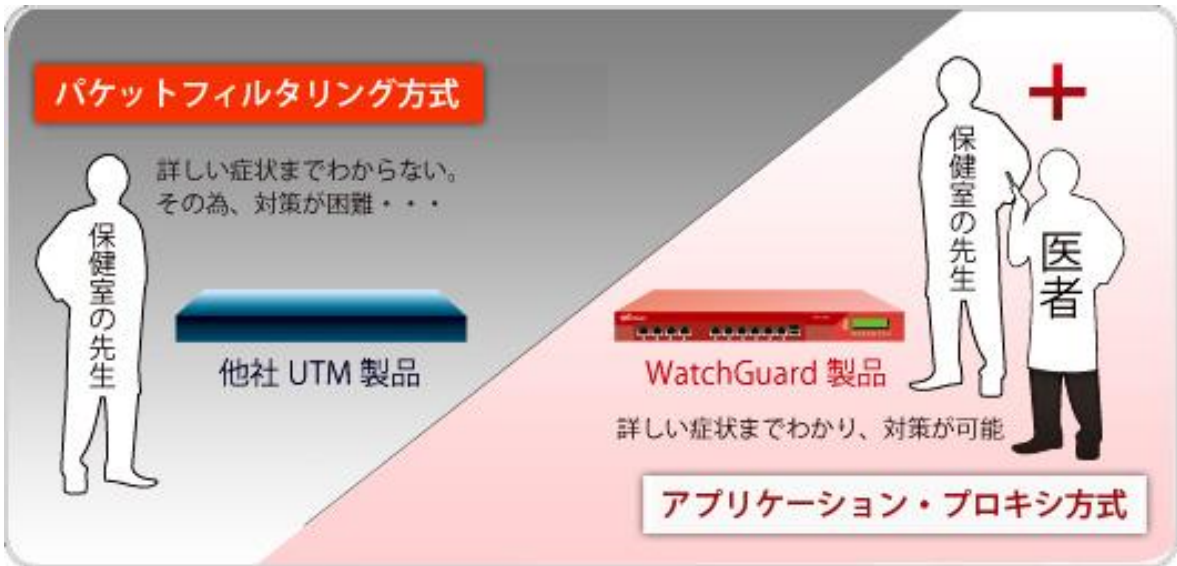 パケットフィルタリング方式
詳しい症状までわからない。
その為、対策が困難・・・
保健室の先生
他社 UTM 製品
保健室の先生
医者
WatchGuard 製品
詳しい症状までわかり、対策が可能
アプリケーション・プロキシ方式